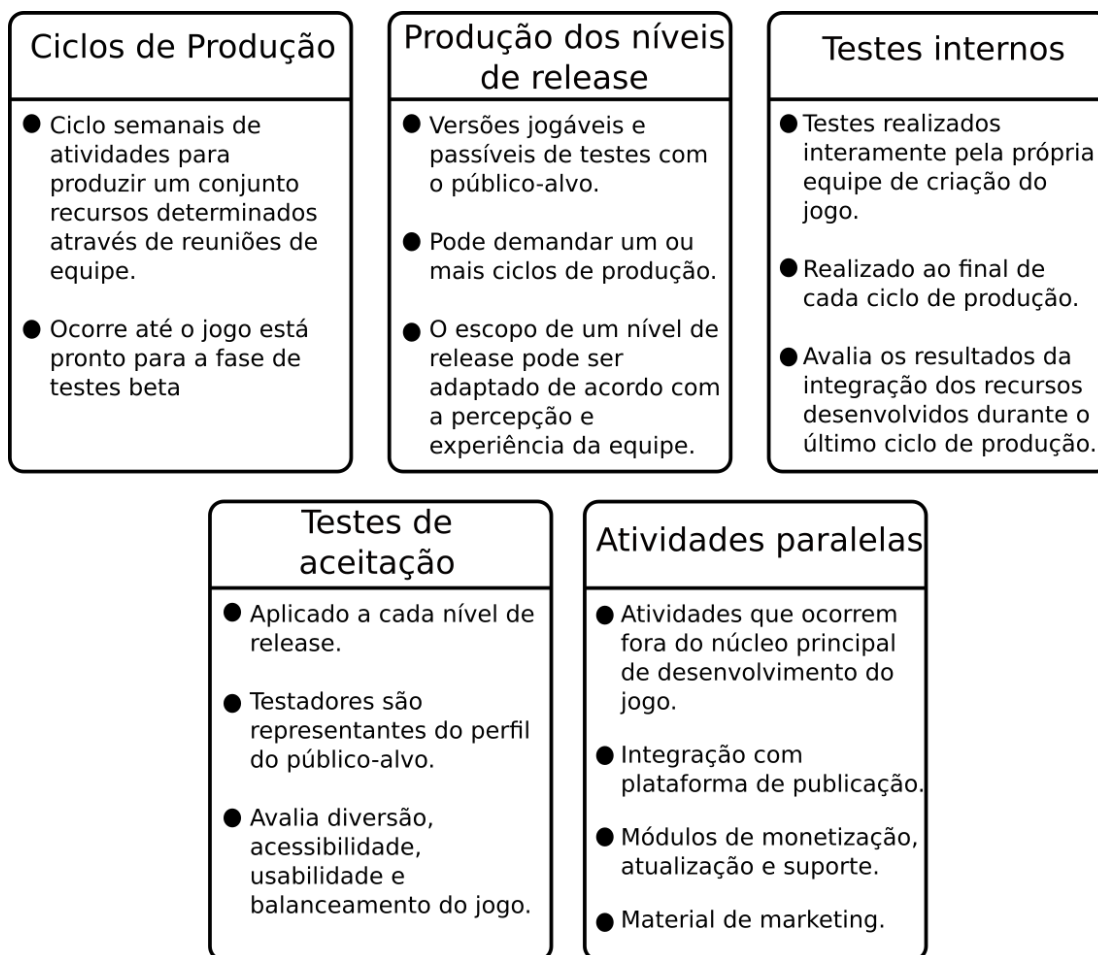 Ciclos de Produção
● Ciclo semanais de
atividades para
produzir um conjunto
recursos determinados
através de reuniões de
equipe.
● Ocorre até o jogo está
pronto para a fase de
testes beta
Produção dos níveis
de release
● Versões jogáveis e
passíveis de testes com
o público-alvo.
● Pode demandar um ou
mais ciclos de produção.
● O escopo de um nível de
release pode ser
adaptado de acordo com
a percepção e
experiência da equipe.
Testes internos
● Testes realizados
interamente pela própria
equipe de criação do
jogo.
● Realizado ao final de
cada ciclo de produção.
● Avalia os resultados da
integração dos recursos
desenvolvidos durante o
último ciclo de produção.
Testes de
aceitação
● Aplicado a cada nível de
release.
● Testadores são
representantes do perfil
do público-alvo.
● Avalia diversão,
acessibilidade,
usabilidade e
balanceamento do jogo.
Atividades paralelas
● Atividades que ocorrem
fora do núcleo principal
de desenvolvimento do
jogo.
● Integração com
plataforma de publicação.
● Módulos de monetização,
atualização e suporte.
● Material de marketing.